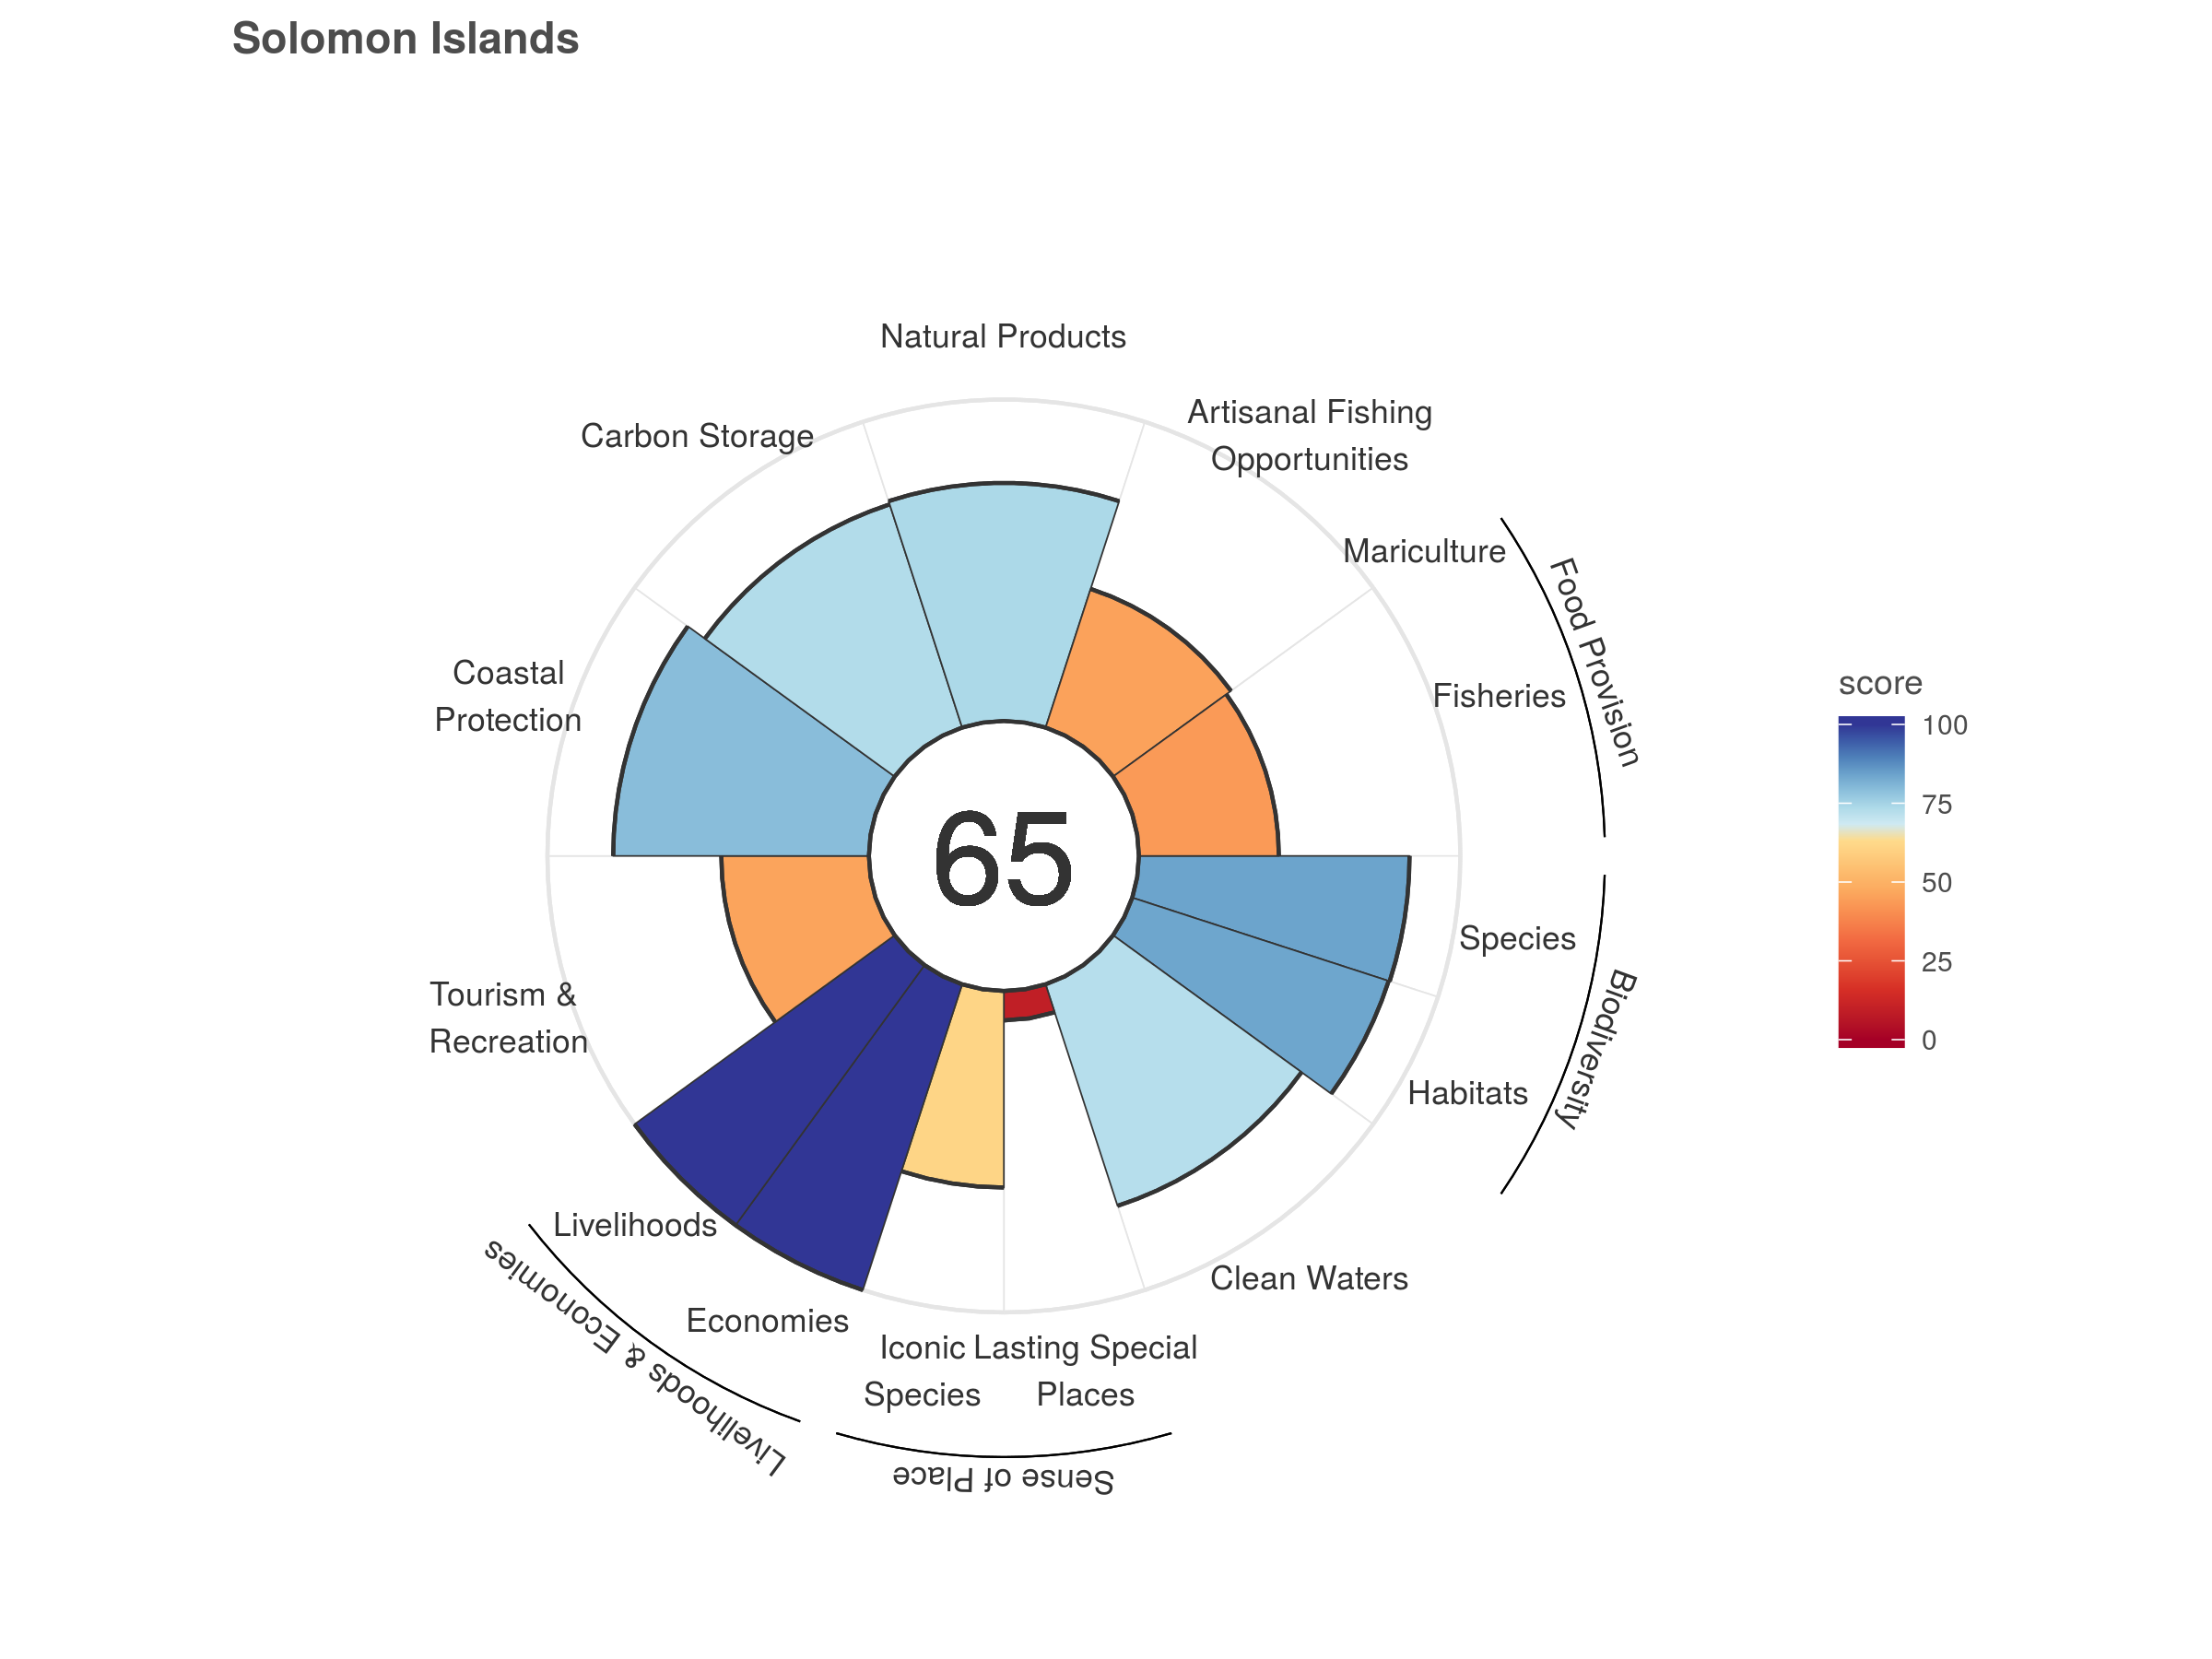 Solomon Islands
Natural Products
Artisanal Fishing
Opportunities
Carbon Storage
Mariculture
Food Provision
Fisheries
Coastal
Protection
score
100
75
50
25
0
65
Species
Biodiversity
Habitats
Tourism &
Recreation
Livelihoods
Economies
Livelihoods & Economies
Clean Waters
Iconic
Species
Lasting Special
Places
Sense of Place